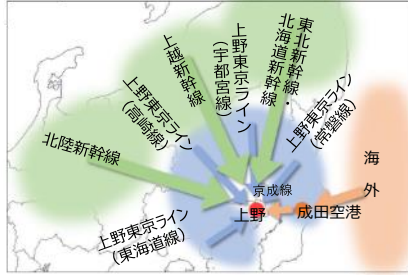 東北新幹線・
北海道新幹線
上野東京ライン
（宇都宮線）
上越新幹線
上野東京ライン
（高崎線）
上野東京ライン
（常磐線）
北陸新幹線
海外
京成線
上野
成田空港
上野東京ライン
（東海道線）